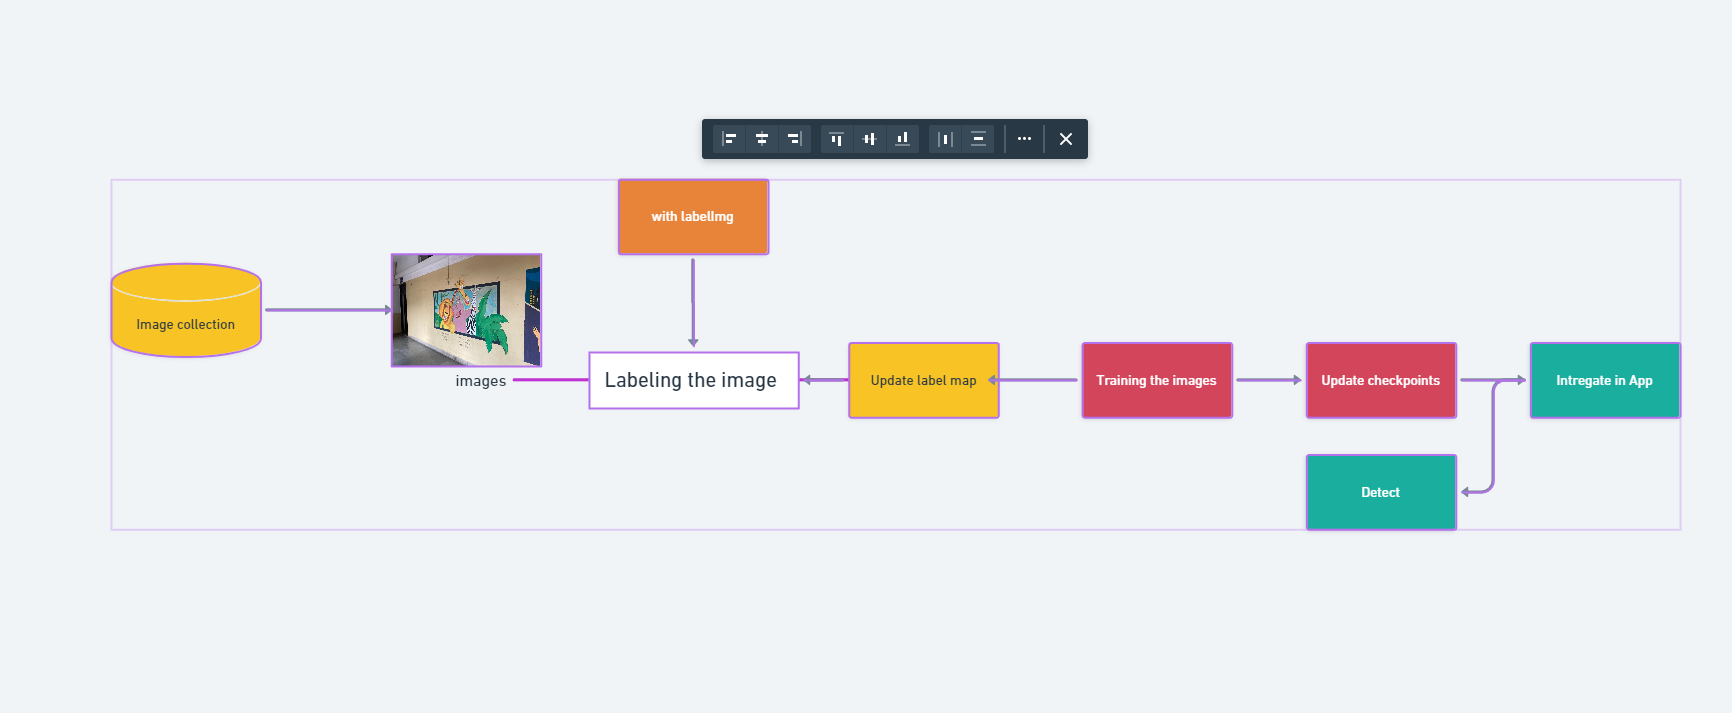 with labelImg
Image collection
images
Labeling the image
Update label map
Training the images
Update checkpoints
Intregate in App
Detect